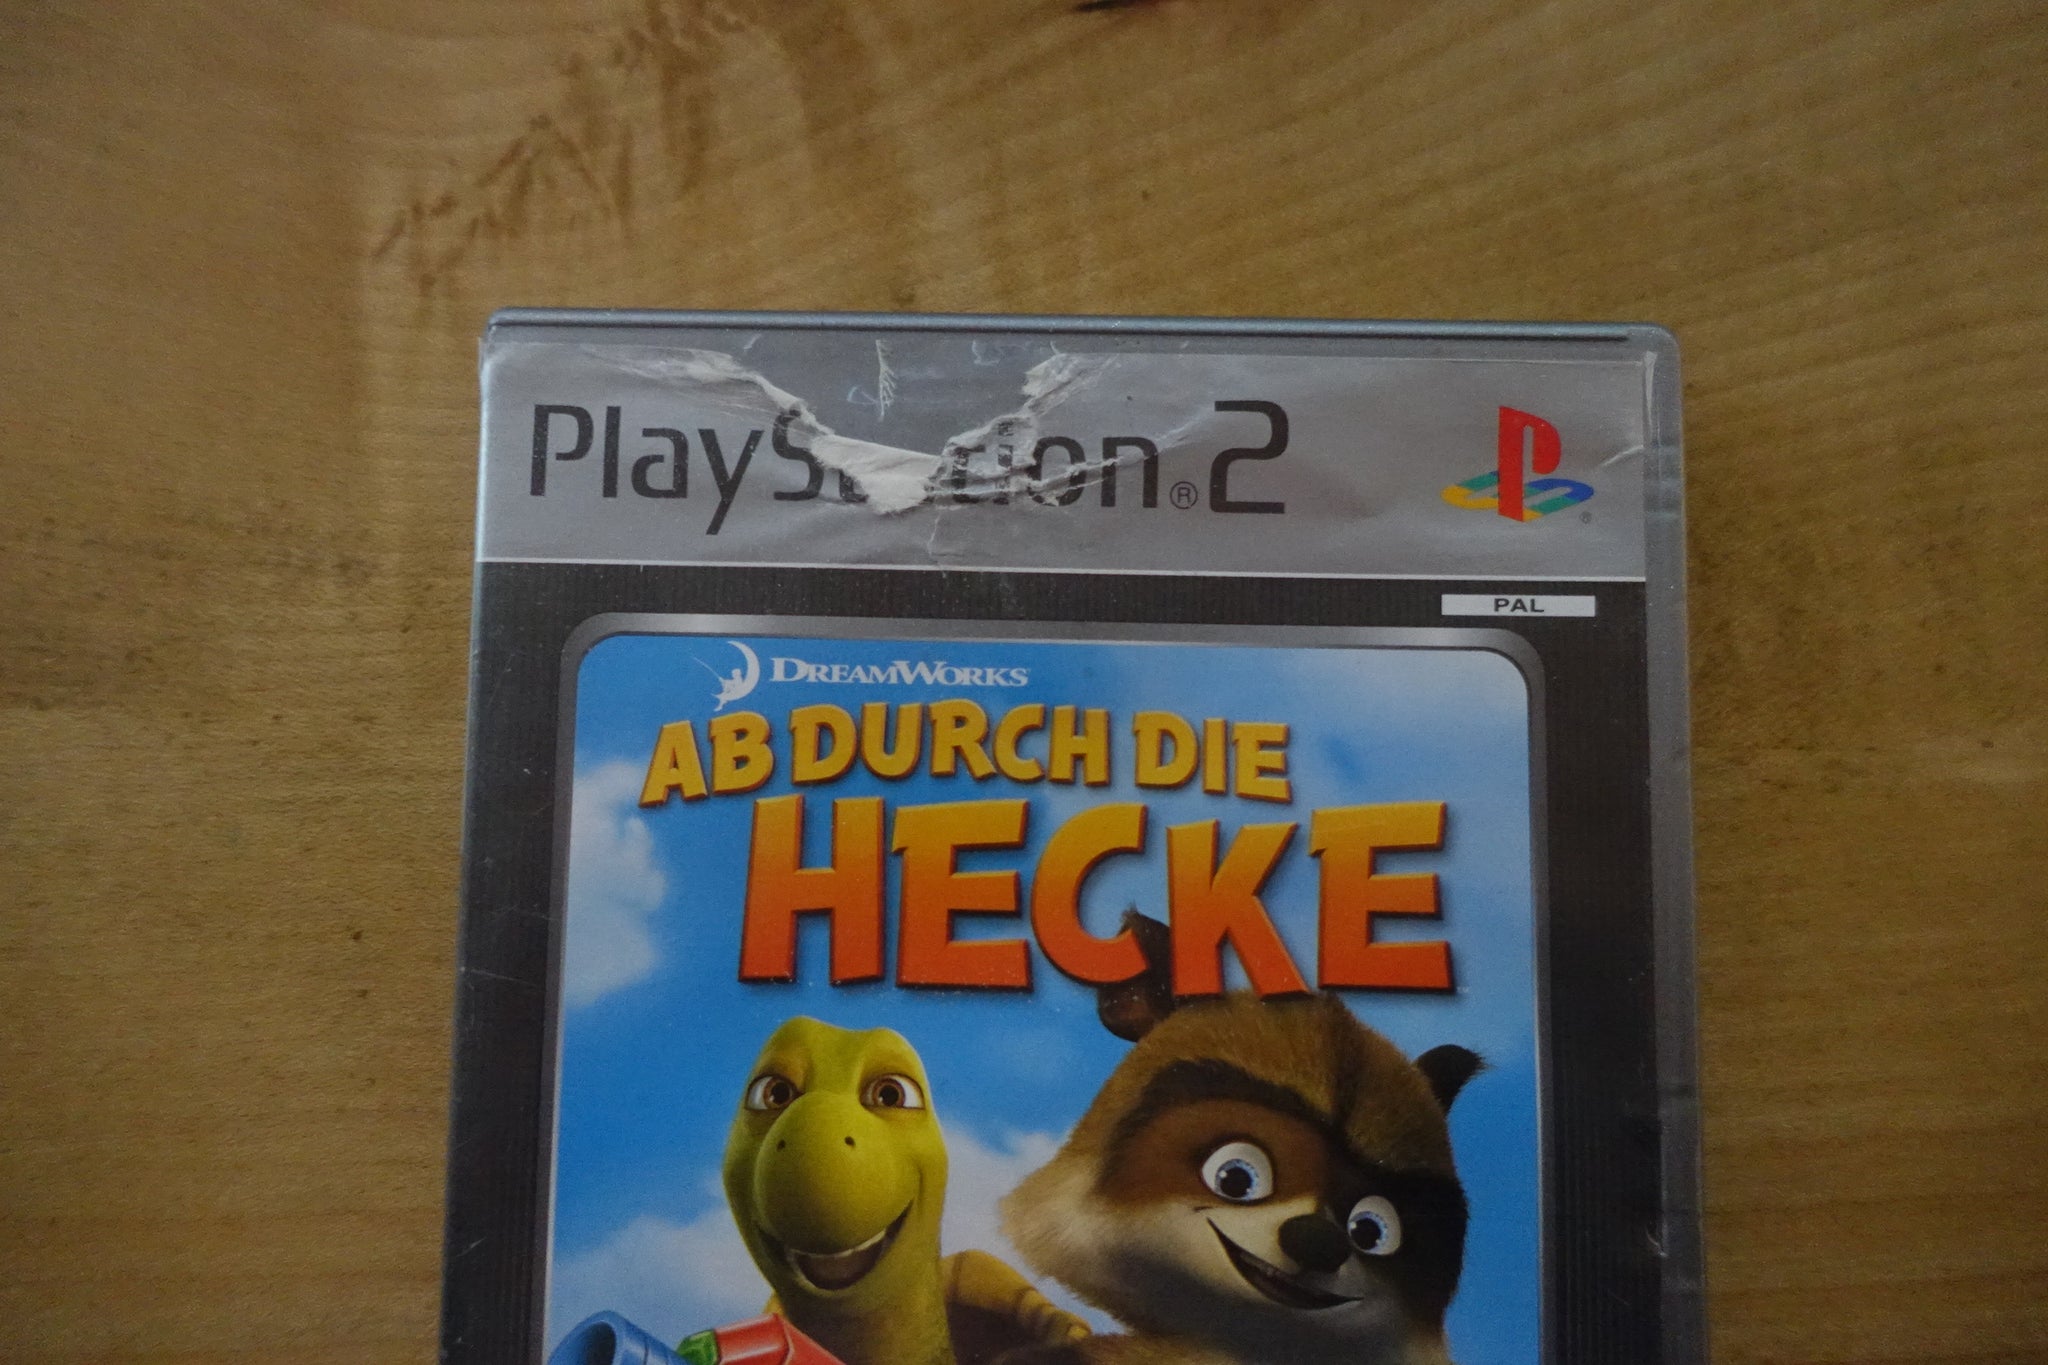 PlayStation®2
PAL
DREAMWORKS
AB DURCH DIE
HECKE